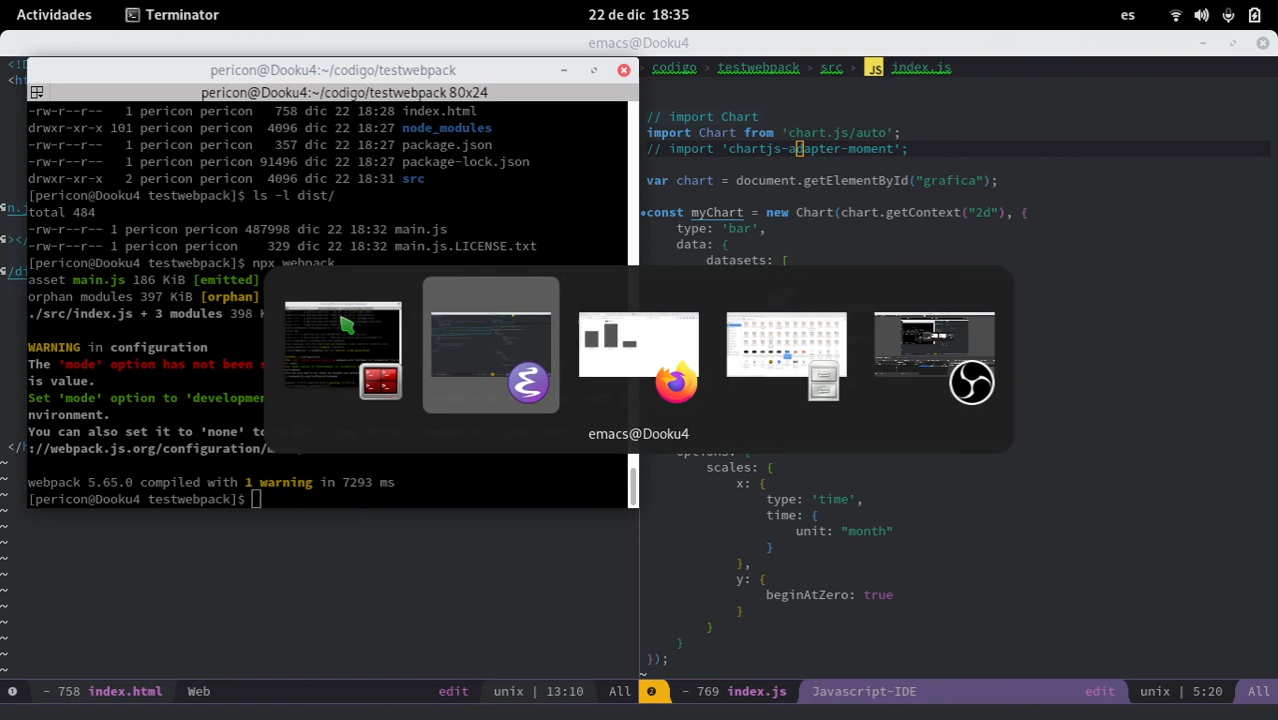 Actividades
Terminator
22 de dic 18:35
es
emacs@Dooku4
pericon@Dooku4:~/codigo/testwebpack
pericon@Dooku4:~/codigo/testwebpack 80x24
-rw-r--r-- 1 pericon pericon 758 dic 22 18:28 index.html
drwxr-xr-x 101 pericon pericon 4096 dic 22 18:27 node_modules
-rw-r--r-- 1 pericon pericon 357 dic 22 18:27 package.json
-rw-r--r-- 1 pericon pericon 91496 dic 22 18:27 package-lock.json
drwxr-xr-x 2 pericon pericon 4096 dic 22 18:31 src
[pericon@Dooku4 testwebpack]$ ls -l dist/
total 484
-rw-r--r-- 1 pericon pericon 487998 dic 22 18:32 main.js
-rw-r--r-- 1 pericon pericon 329 dic 22 18:32 main.js.LICENSE.txt
[pericon@Dooku4 testwebpack]$ npx webpack
asset main.js 186 KiB [emitted]
orphan modules 397 KiB [orphan]
./src/index.js + 3 modules 398 K
WARNING in configuration
The 'mode' option has not been s
is value.
Set 'mode' option to 'developmen
nvironment.
You can also set it to 'none' to
://webpack.js.org/configuration/
webpack 5.65.0 compiled with 1 warning in 7293 ms
[pericon@Dooku4 testwebpack]$
emacs@Dooku4
codigo › testwebpack › src › JS index.js
// import Chart
import Chart from 'chart.js/auto';
// import 'chartjs-adapter-moment';
var chart = document.getElementById("grafica");
const myChart = new Chart(chart.getContext("2d"), {
type: 'bar',
data: {
datasets: [
scales: {
x: {
type: 'time',
time: {
unit: "month"
}
},
y: {
beginAtZero: true
}
}
}
});
- 758 index.html Web edit unix | 13:10 All
- 769 index.js Javascript-IDE edit unix | 5:20 All